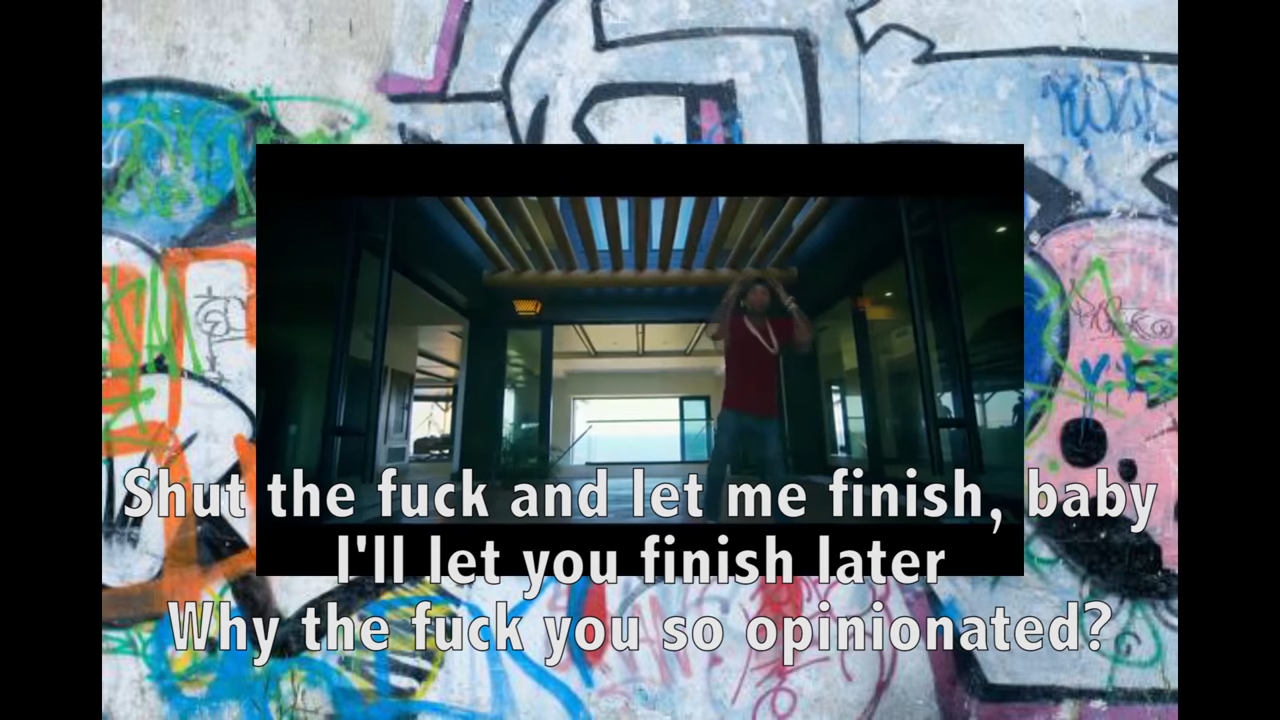 Shut the fuck and let me finish, baby
I'll let you finish later
Why the fuck you so opinionated?